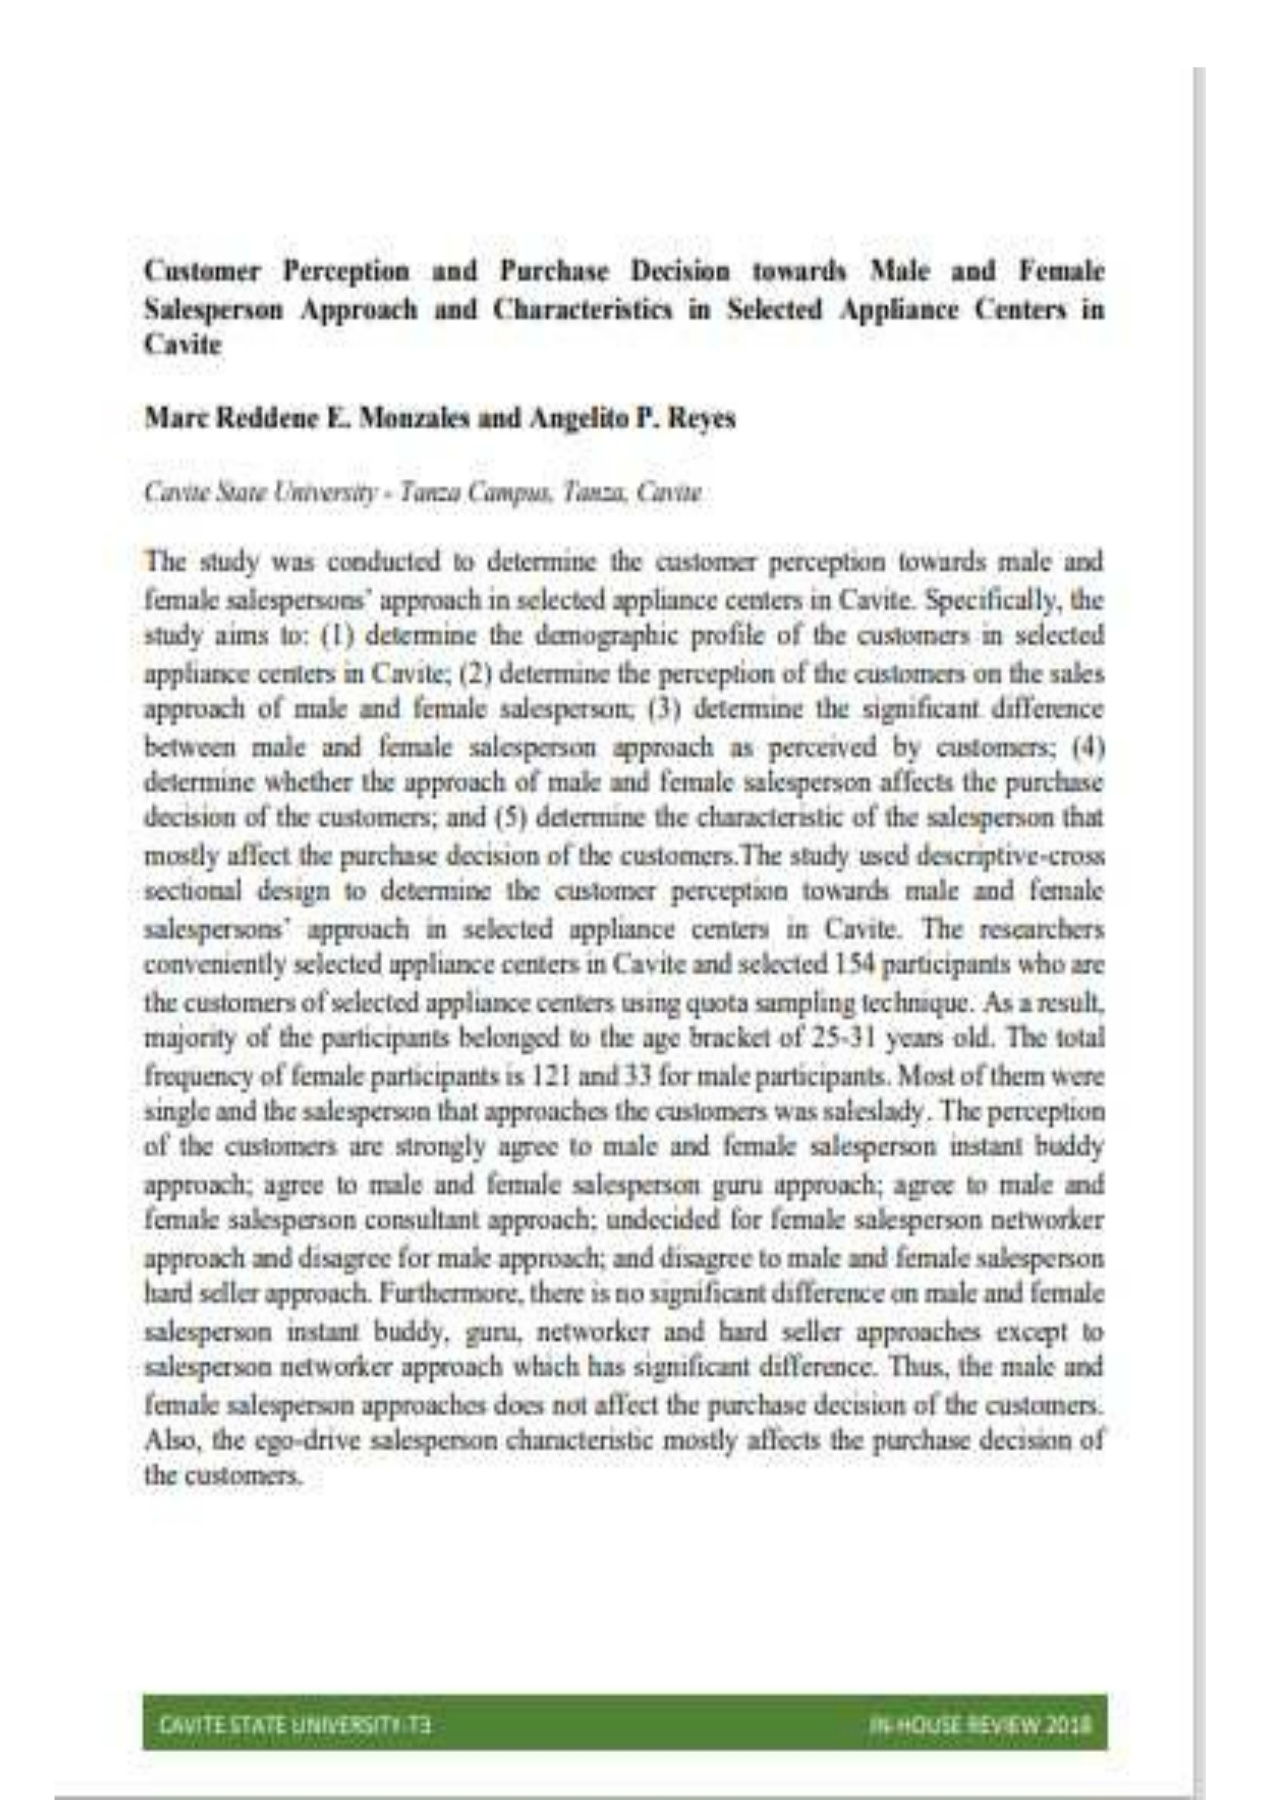 Customer Perception and Purchase Decision towards Male and Female
Salesperson Approach and Characteristics in Selected Appliance Centers in
Cavite
Marc Reddene E. Monzales and Angelito P. Reyes
Cavite State University - Tanza Campus, Tanza, Cavite
The study was conducted to determine the customer perception towards male and
female salespersons' approach in selected appliance centers in Cavite. Specifically, the
study aims to: (1) determine the demographic profile of the customers in selected
appliance centers in Cavite; (2) determine the perception of the customers on the sales
approach of male and female salesperson; (3) determine the significant difference
between male and female salesperson approach as perceived by customers; (4)
determine whether the approach of male and female salesperson affects the purchase
decision of the customers; and (5) determine the characteristic of the salesperson that
mostly affect the purchase decision of the customers.The study used descriptive-cross
sectional design to determine the customer perception towards male and female
salespersons' approach in selected appliance centers in Cavite. The researchers
conveniently selected appliance centers in Cavite and selected 154 participants who are
the customers of selected appliance centers using quota sampling technique. As a result,
majority of the participants belonged to the age bracket of 25-31 years old. The total
frequency of female participants is 121 and 33 for male participants. Most of them were
single and the salesperson that approaches the customers was saleslady. The perception
of the customers are strongly agree to male and female salesperson instant buddy
approach; agree to male and female salesperson guru approach; agree to male and
female salesperson consultant approach; undecided for female salesperson networker
approach and disagree for male approach; and disagree to male and female salesperson
hard seller approach. Furthermore, there is no significant difference on male and female
salesperson instant buddy, guru, networker and hard seller approaches except to
salesperson networker approach which has significant difference. Thus, the male and
female salesperson approaches does not affect the purchase decision of the customers.
Also, the ego-drive salesperson characteristic mostly affects the purchase decision of
the customers.
CAVITE STATE UNIVERSITY-T3
IN-HOUSE REVIEW 2018